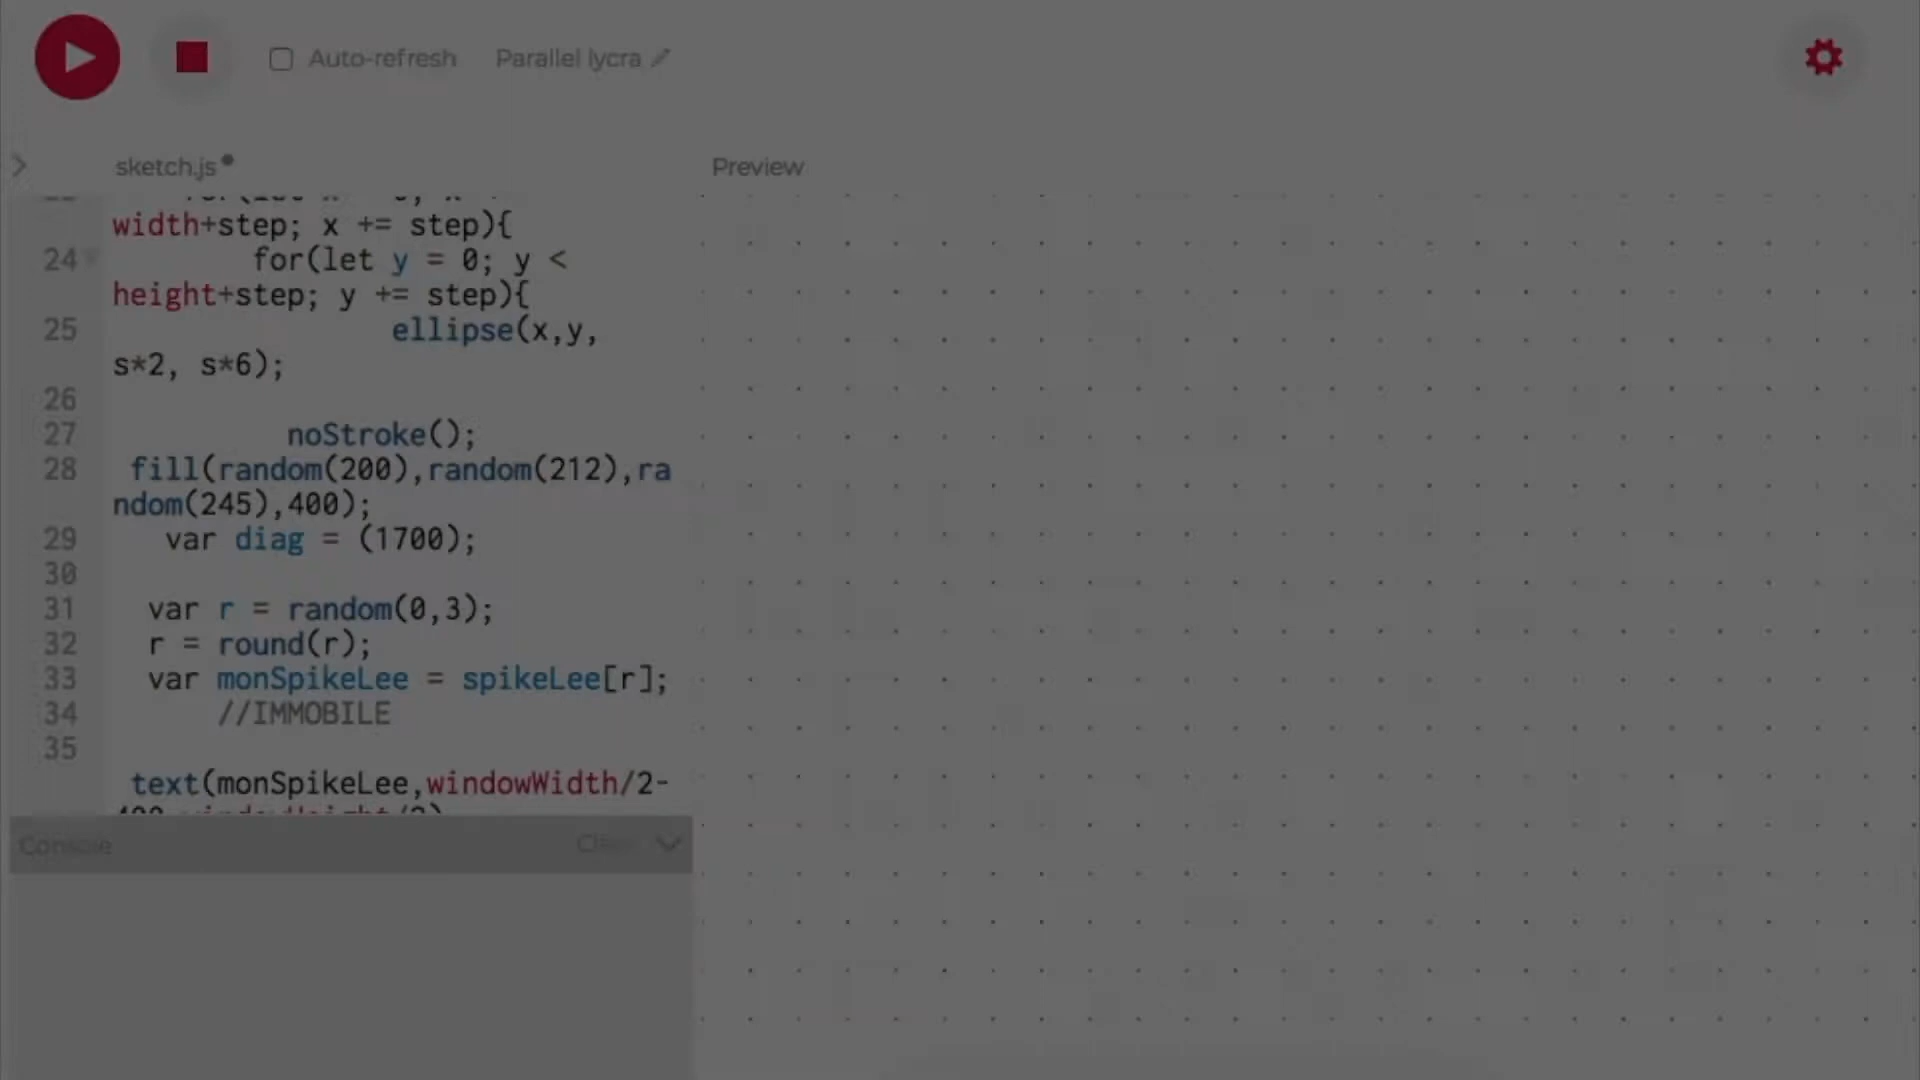 Auto-refresh Parallel lycra
sketch.js Preview
width+step; x += step){
24 for(let y = 0; y <
height+step; y += step){
25 ellipse(x,y,
s*2, s*6);
26
27 noStroke();
28 fill(random(200),random(212),ra
ndom(245),400);
29 var diag = (1700);
30
31 var r = random(0,3);
32 r = round(r);
33 var monSpikeLee = spikeLee[r];
34 //IMMOBILE
35
text(monSpikeLee,windowWidth/2-
Console